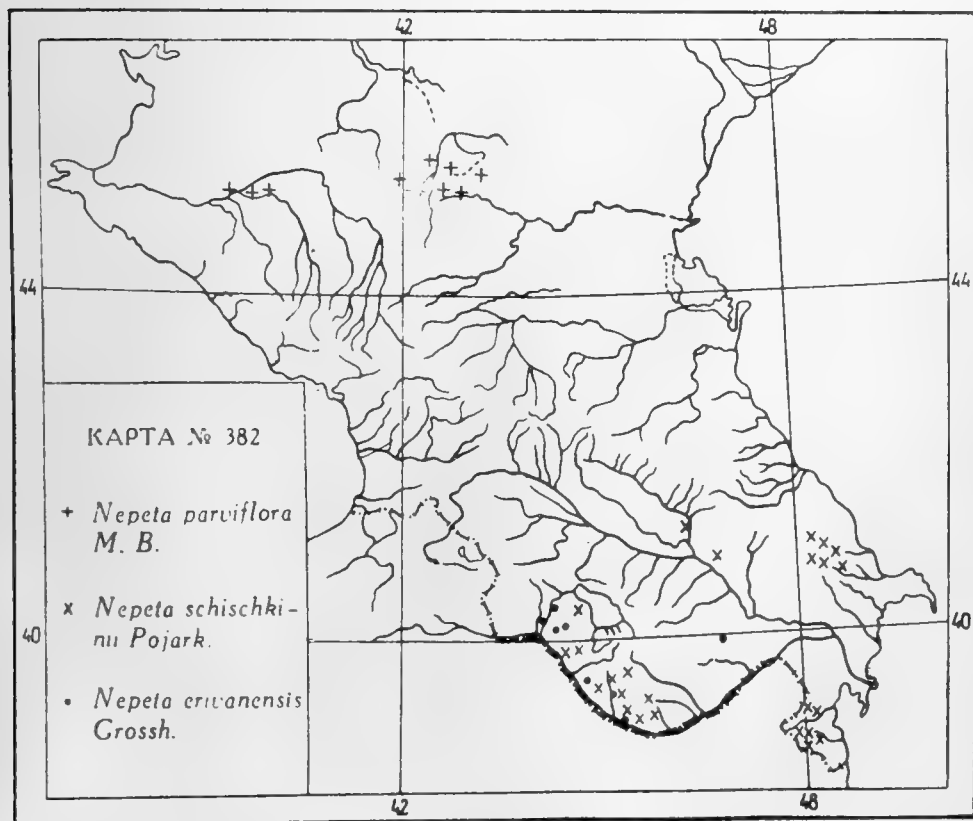 42 48
44 44
КАРТА № 382
+ Nepeta parviflora
M. B.
x Nepeta schischki-
nii Pojark.
• Nepeta erivanensis
Grossh.
40 40
42 48